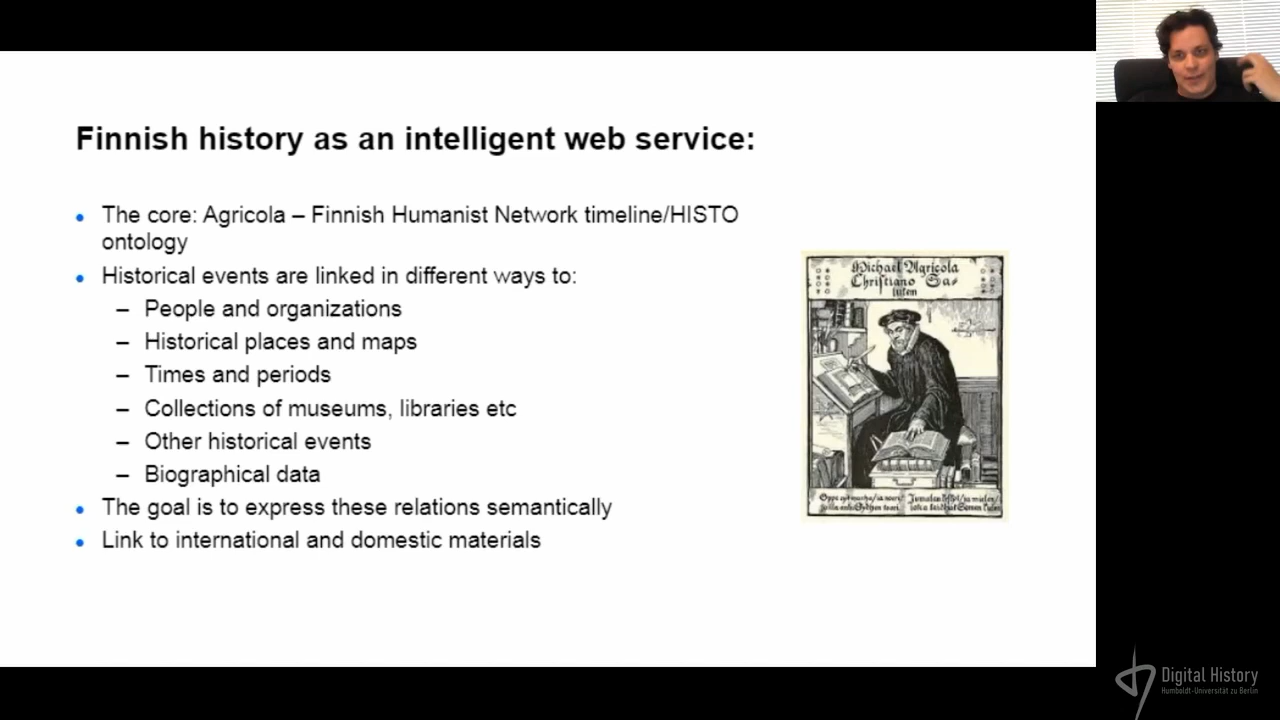 Finnish history as an intelligent web service:
• The core: Agricola – Finnish Humanist Network timeline/HISTO
ontology
• Historical events are linked in different ways to:
– People and organizations
– Historical places and maps
– Times and periods
– Collections of museums, libraries etc
– Other historical events
– Biographical data
• The goal is to express these relations semantically
• Link to international and domestic materials
Michael Agricola
Christiano Sa-
lutem
Digital History
Humboldt-Universität zu Berlin